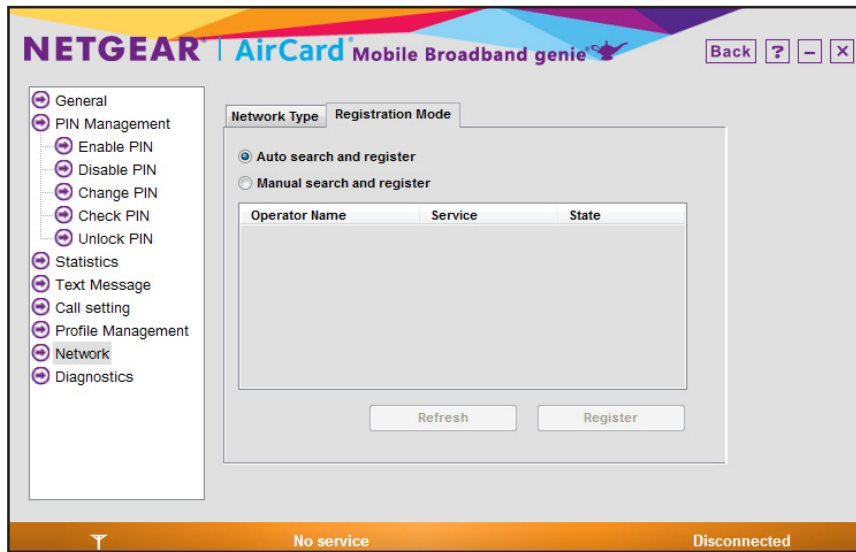 NETGEAR® | AirCard® Mobile Broadband genie®
Back ? – X
General
PIN Management
Enable PIN
Disable PIN
Change PIN
Check PIN
Unlock PIN
Statistics
Text Message
Call setting
Profile Management
Network
Diagnostics
Network Type
Registration Mode
Auto search and register
Manual search and register
Operator Name Service State
Refresh
Register
No service
Disconnected